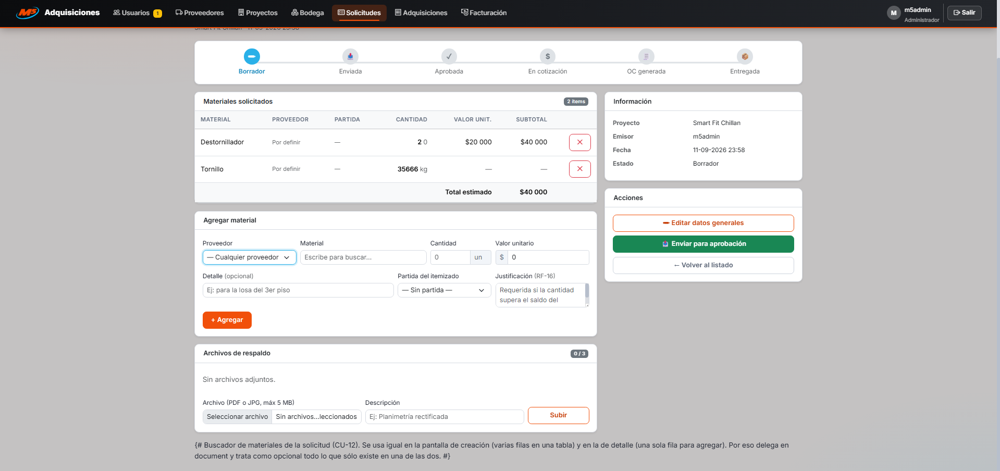 M5 Adquisiciones Usuarios 1 Proveedores Proyectos Bodega Solicitudes Adquisiciones Facturación M m5admin Administrador Salir
Smart Fit Chillan · 11-09-2026 23:58
Borrador Enviada Aprobada En cotización OC generada Entregada
Materiales solicitados 2 ítems
MATERIAL PROVEEDOR PARTIDA CANTIDAD VALOR UNIT. SUBTOTAL
Destornillador Por definir — 2 0 $20 000 $40 000
Tornillo Por definir — 35666 kg — —
Total estimado $40 000
Información
Proyecto Smart Fit Chillan
Emisor m5admin
Fecha 11-09-2026 23:58
Estado Borrador
Acciones
Editar datos generales
Enviar para aprobación
← Volver al listado
Agregar material
Proveedor Material Cantidad Valor unitario
— Cualquier proveedor Escribe para buscar... 0 un $ 0
Detalle (opcional) Partida del itemizado Justificación (RF-16)
Ej: para la losa del 3er piso — Sin partida — Requerida si la cantidad
supera el saldo del
+ Agregar
Archivos de respaldo 0 / 3
Sin archivos adjuntos.
Archivo (PDF o JPG, máx 5 MB) Descripción
Seleccionar archivo Sin archivos...leccionados Ej: Planimetría rectificada Subir
{# Buscador de materiales de la solicitud (CU-12). Se usa igual en la pantalla de creación (varias filas en una tabla) y en la de detalle (una sola fila para agregar). Por eso delega en
document y trata como opcional todo lo que sólo existe en una de las dos. #}